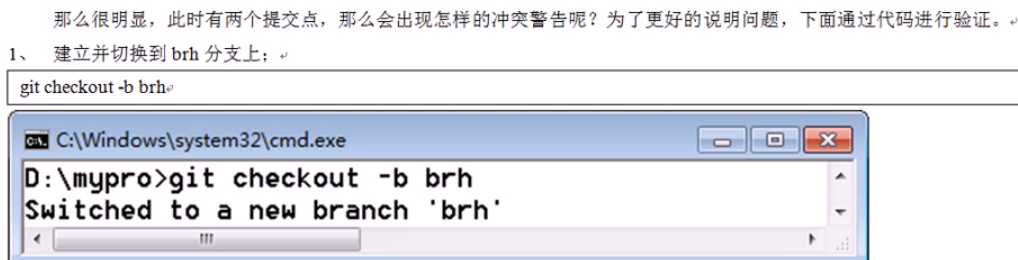 那么很明显，此时有两个提交点，那么会出现怎样的冲突警告呢？为了更好的说明问题，下面通过代码进行验证。
1、 建立并切换到 brh 分支上；
git checkout -b brh
C:\Windows\system32\cmd.exe
D:\mypro>git checkout -b brh
Switched to a new branch 'brh'